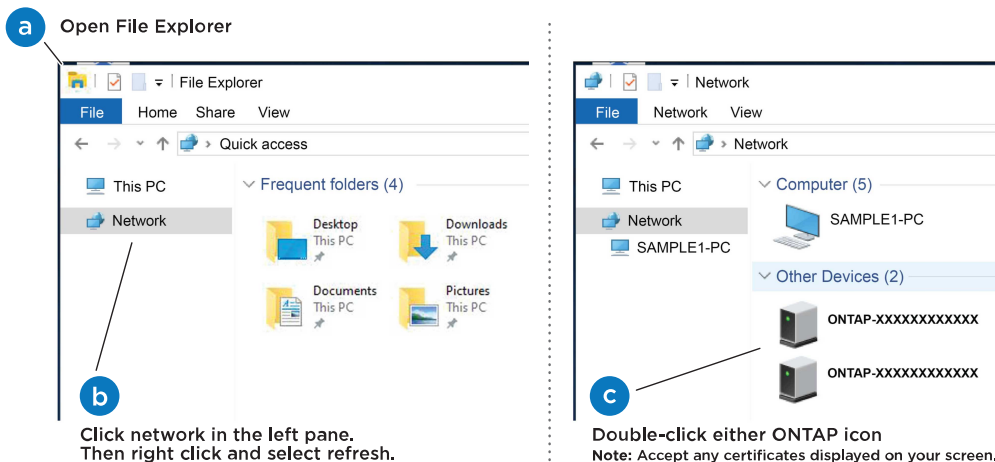 a
Open File Explorer
File Explorer
File Home Share View
Quick access
This PC
Network
Frequent folders (4)
Desktop
This PC
Downloads
This PC
Documents
This PC
Pictures
This PC
b
Click network in the left pane.
Then right click and select refresh.
Network
File Network View
Network
This PC
Network
SAMPLE1-PC
Computer (5)
SAMPLE1-PC
Other Devices (2)
ONTAP-XXXXXXXXXXXX
ONTAP-XXXXXXXXXXXX
c
Double-click either ONTAP icon
Note: Accept any certificates displayed on your screen,